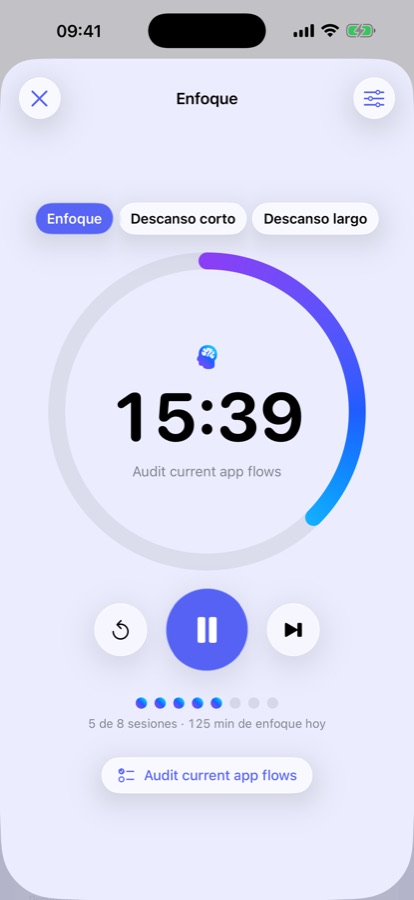 09:41
Enfoque
Enfoque
Descanso corto
Descanso largo
15:39
Audit current app flows
5 de 8 sesiones · 125 min de enfoque hoy
Audit current app flows